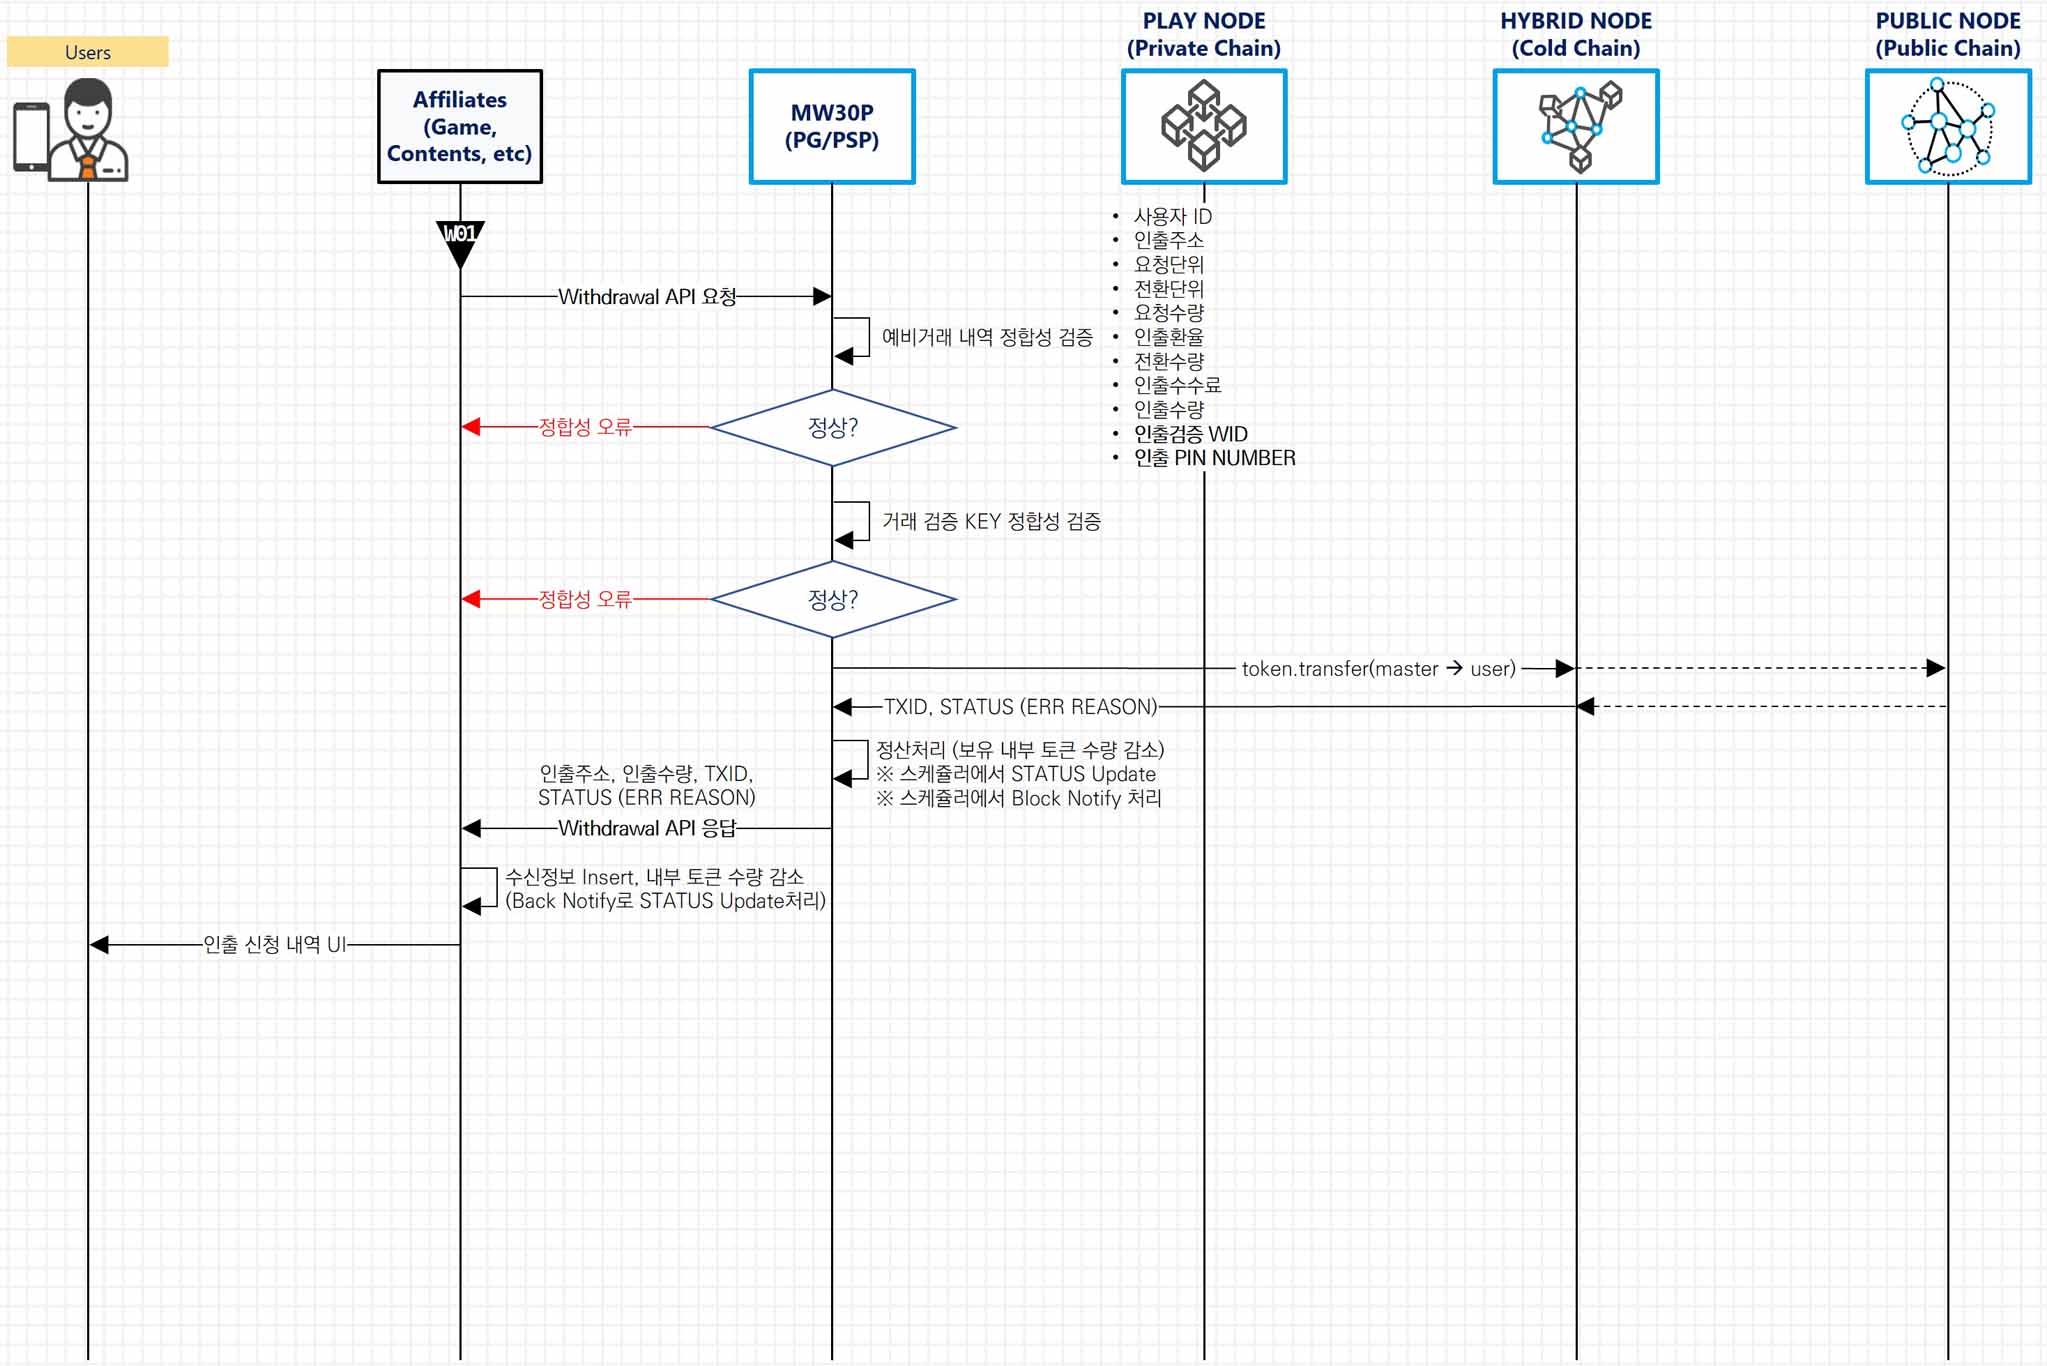 Users
Affiliates
(Game,
Contents, etc)
MW30P
(PG/PSP)
PLAY NODE
(Private Chain)
HYBRID NODE
(Cold Chain)
PUBLIC NODE
(Public Chain)
W01
• 사용자 ID
• 인출주소
• 요청단위
• 전환단위
• 요청수량
• 인출환율
• 전환수량
• 인출수수료
• 인출수량
• 인출검증 WID
• 인출 PIN NUMBER
Withdrawal API 요청
예비거래 내역 정합성 검증
정합성 오류
정상?
거래 검증 KEY 정합성 검증
정합성 오류
정상?
token.transfer(master → user)
TXID, STATUS (ERR REASON)
정산처리 (보유 내부 토큰 수량 감소)
※ 스케쥴러에서 STATUS Update
※ 스케쥴러에서 Block Notify 처리
인출주소, 인출수량, TXID,
STATUS (ERR REASON)
Withdrawal API 응답
수신정보 Insert, 내부 토큰 수량 감소
(Back Notify로 STATUS Update처리)
인출 신청 내역 UI